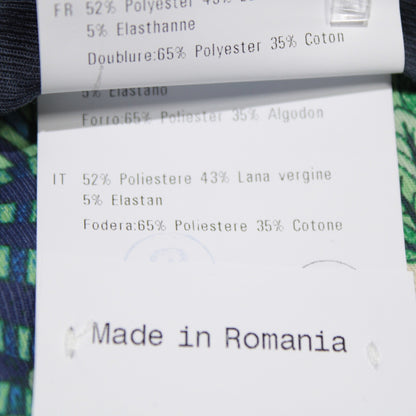 FR 52% Polyester 43%
5% Elasthanne
Doublure:65% Polyester 35% Coton
5% Elastano
Forro:65% Poliester 35% Algodon
IT 52% Poliestere 43% Lana vergine
5% Elastan
Fodera:65% Poliestere 35% Cotone
Made in Romania